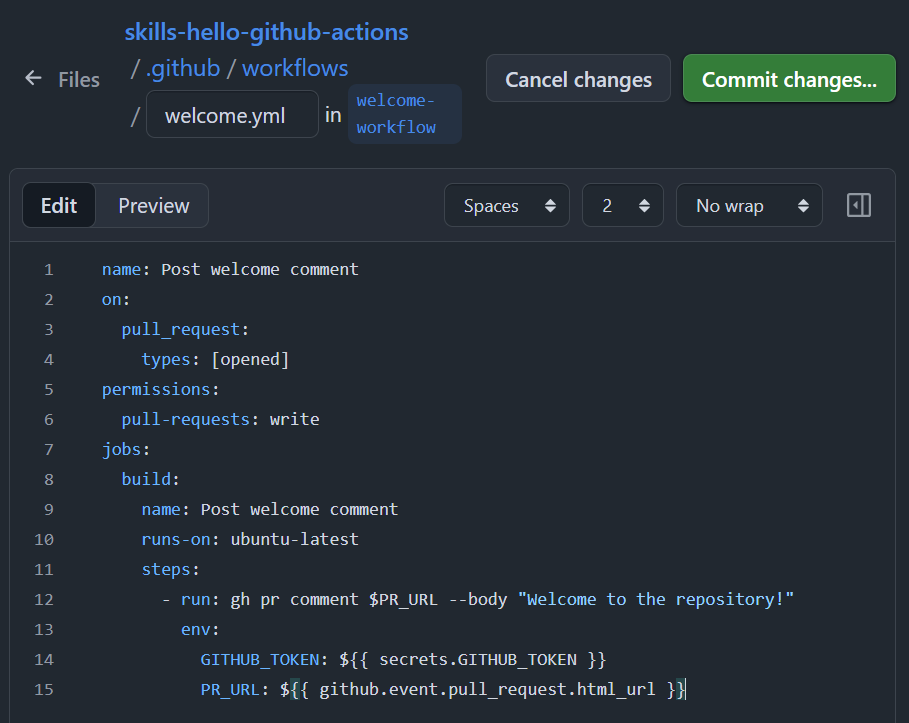 skills-hello-github-actions
Files / .github / workflows
/ welcome.yml in welcome-
workflow
Cancel changes Commit changes...
Edit Preview Spaces 2 No wrap
1 name: Post welcome comment
2 on:
3   pull_request:
4     types: [opened]
5 permissions:
6   pull-requests: write
7 jobs:
8   build:
9     name: Post welcome comment
10     runs-on: ubuntu-latest
11     steps:
12       - run: gh pr comment $PR_URL --body "Welcome to the repository!"
13         env:
14           GITHUB_TOKEN: ${{ secrets.GITHUB_TOKEN }}
15           PR_URL: ${{ github.event.pull_request.html_url }}